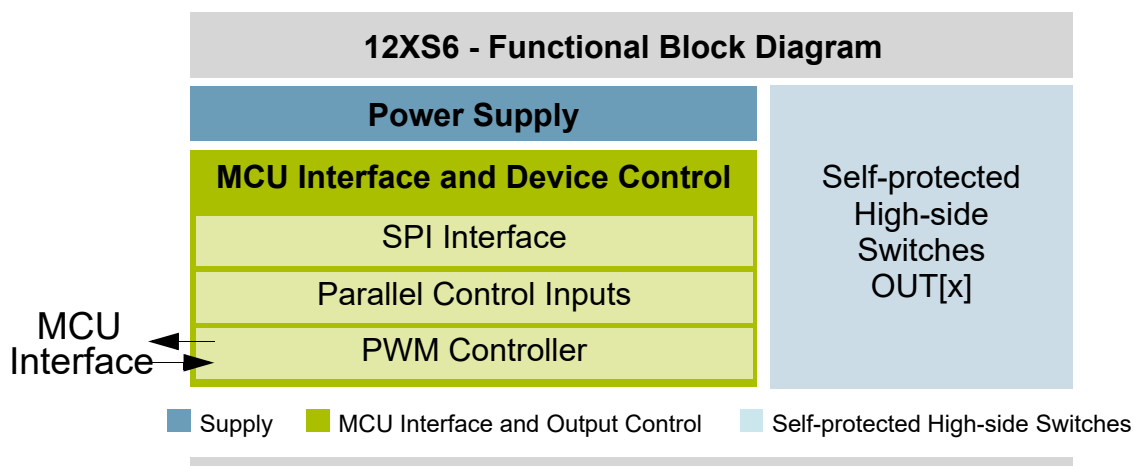 12XS6 - Functional Block Diagram
Power Supply
MCU Interface and Device Control
SPI Interface
Parallel Control Inputs
PWM Controller
Self-protected
High-side
Switches
OUT[x]
MCU
Interface
Supply
MCU Interface and Output Control
Self-protected High-side Switches